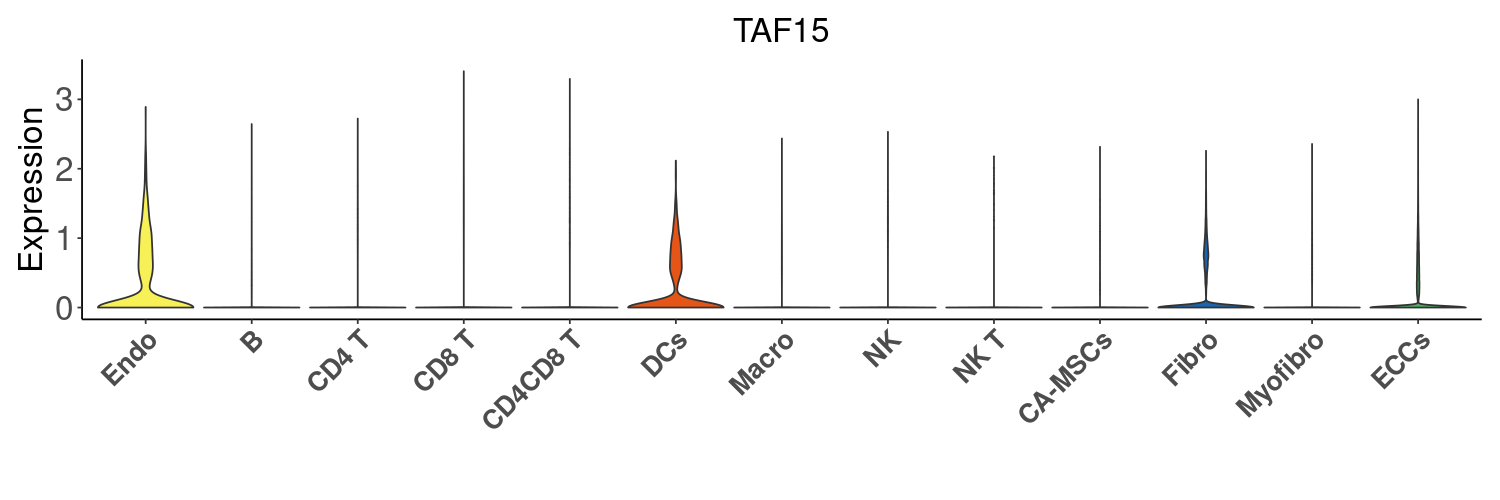 TAF15
Expression
3
2
1
0
Endo
B
CD4 T
CD8 T
CD4CD8 T
DCs
Macro
NK
NK T
CA-MSCs
Fibro
Myofibro
ECCs